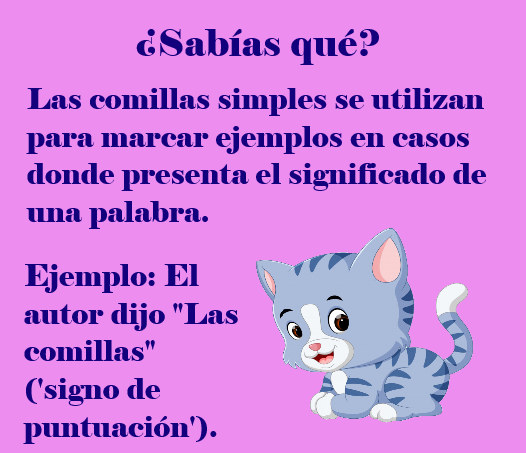 ¿Sabías qué?
Las comillas simples se utilizan
para marcar ejemplos en casos
donde presenta el significado de
una palabra.
Ejemplo: El
autor dijo "Las
comillas"
('signo de
puntuación').